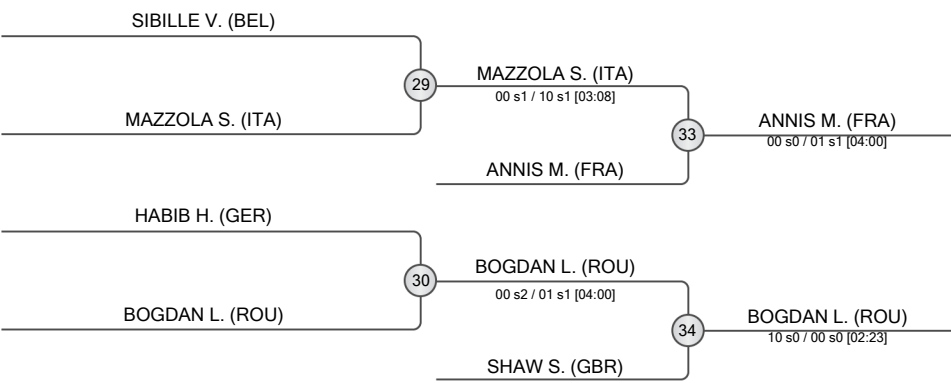 SIBILLE V. (BEL)
29
MAZZOLA S. (ITA)
MAZZOLA S. (ITA)
00 s1 / 10 s1 [03:08]
33
ANNIS M. (FRA)
ANNIS M. (FRA)
00 s0 / 01 s1 [04:00]
HABIB H. (GER)
30
BOGDAN L. (ROU)
BOGDAN L. (ROU)
00 s2 / 01 s1 [04:00]
34
SHAW S. (GBR)
BOGDAN L. (ROU)
10 s0 / 00 s0 [02:23]